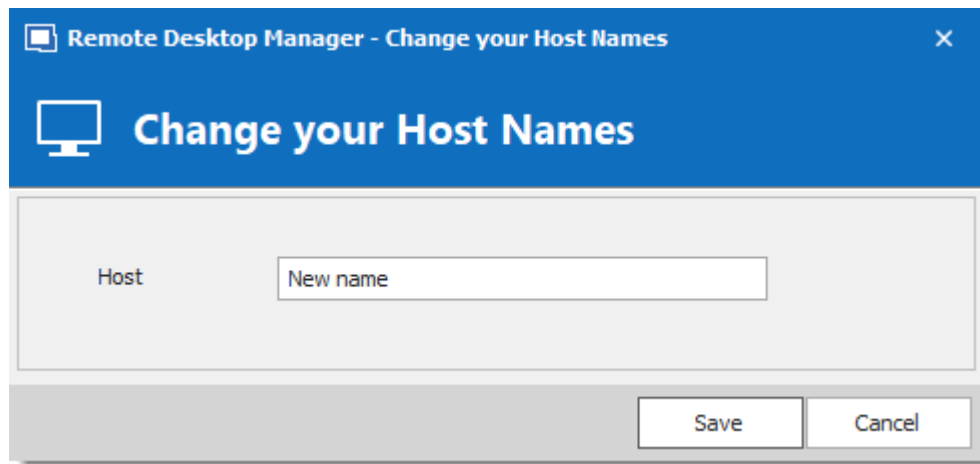 Remote Desktop Manager - Change your Host Names
Change your Host Names
Host
New name
Save
Cancel